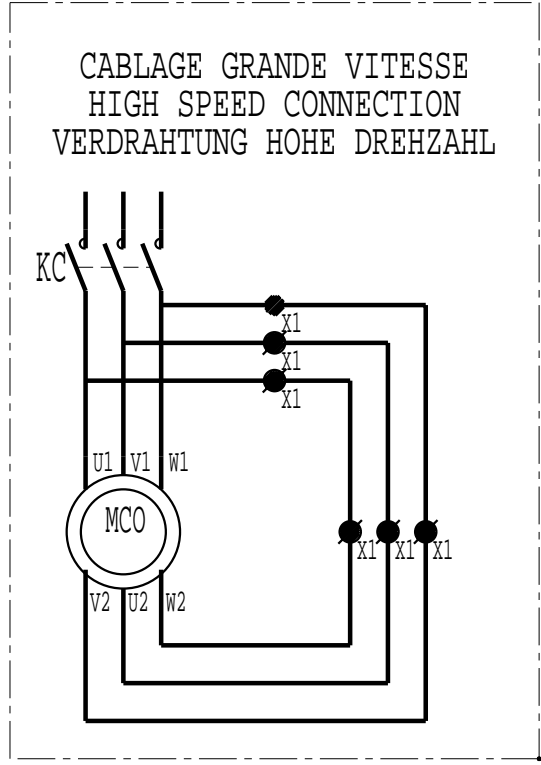 CABLAGE GRANDE VITESSE
HIGH SPEED CONNECTION
VERDRAHTUNG HOHE DREHZAHL
KC
X1
X1
X1
U1 V1 W1
MCO
X1 X1 X1
V2 U2 W2